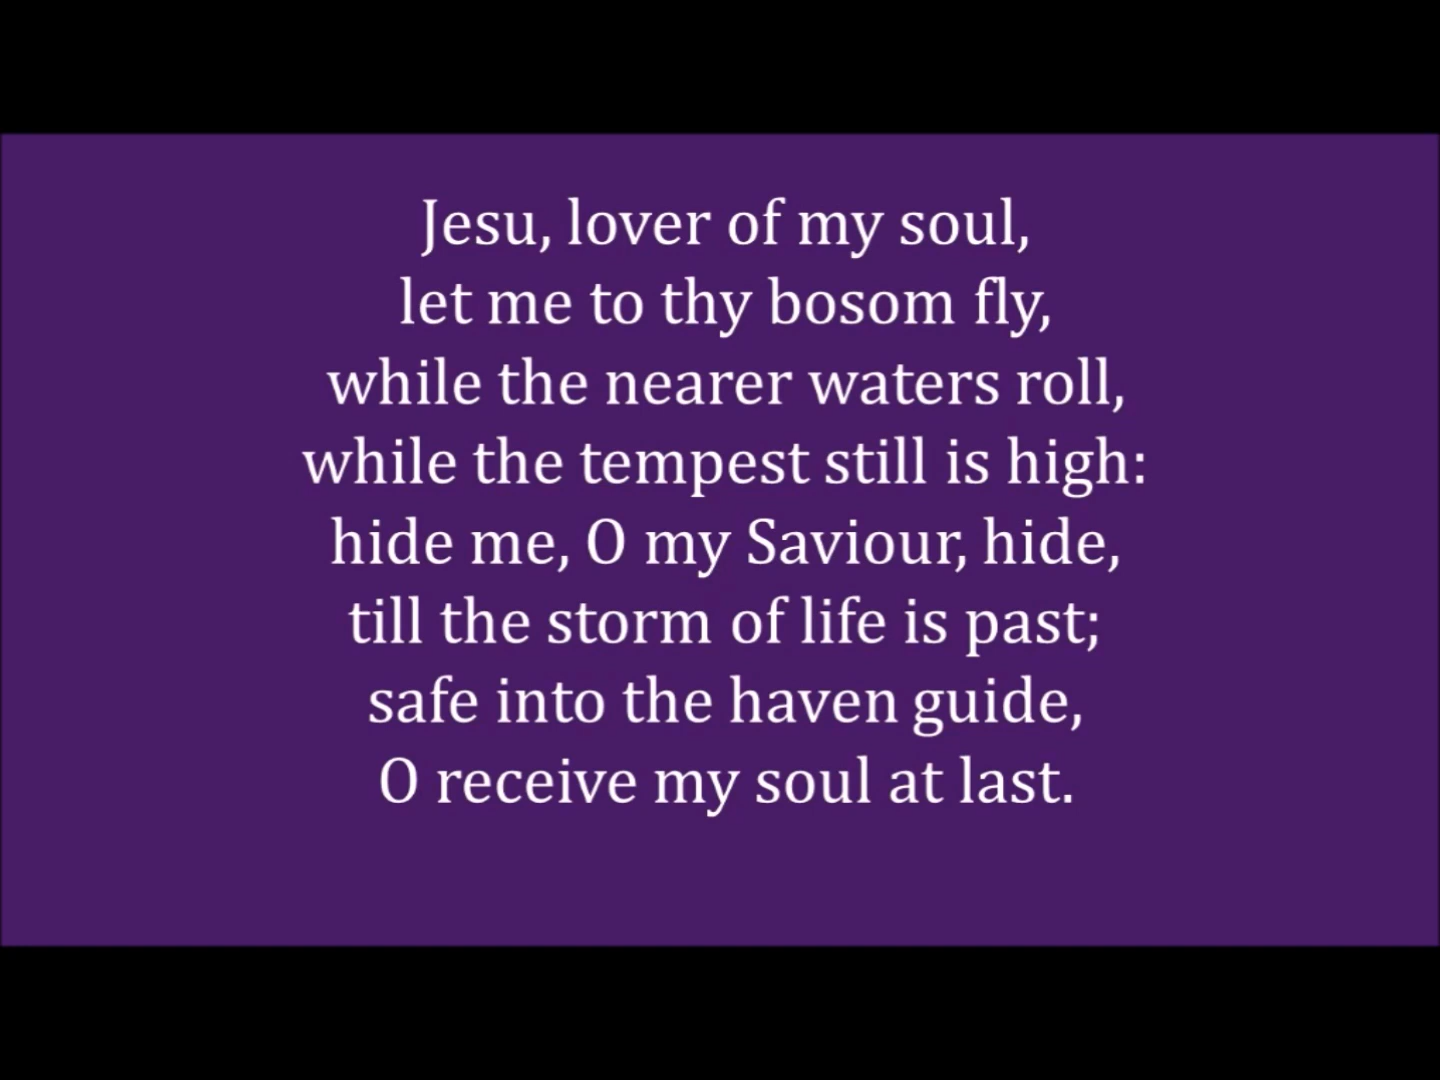 Jesu, lover of my soul,
let me to thy bosom fly,
while the nearer waters roll,
while the tempest still is high:
hide me, O my Saviour, hide,
till the storm of life is past;
safe into the haven guide,
O receive my soul at last.